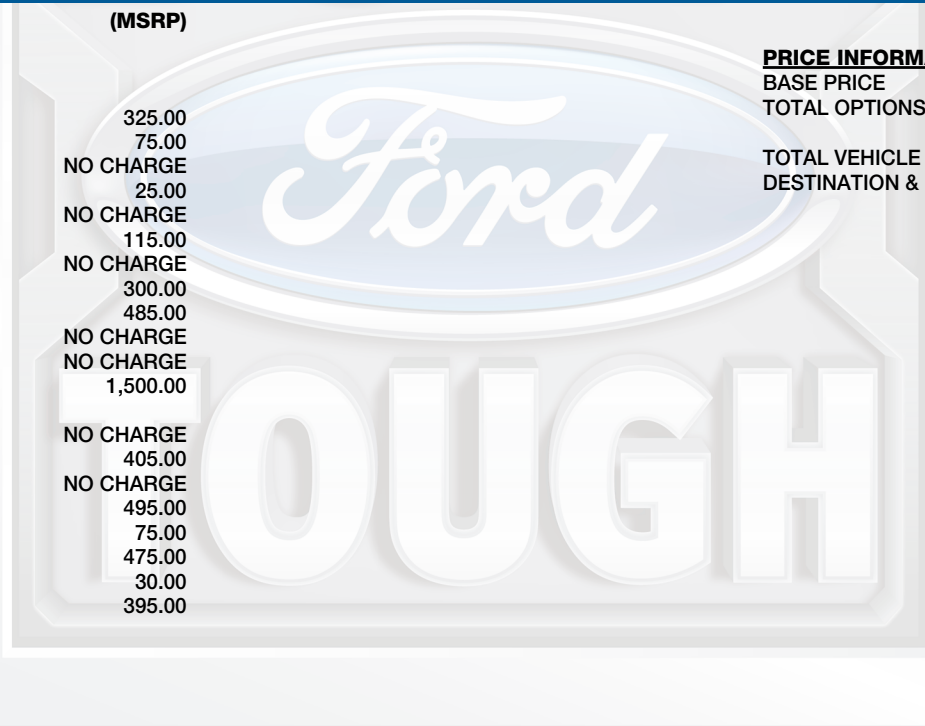 (MSRP)
325.00
75.00
NO CHARGE
25.00
NO CHARGE
115.00
NO CHARGE
300.00
485.00
NO CHARGE
NO CHARGE
1,500.00
NO CHARGE
405.00
NO CHARGE
495.00
75.00
475.00
30.00
395.00
PRICE INFORMA
BASE PRICE
TOTAL OPTIONS
TOTAL VEHICLE
DESTINATION &
Ford
TOUGH